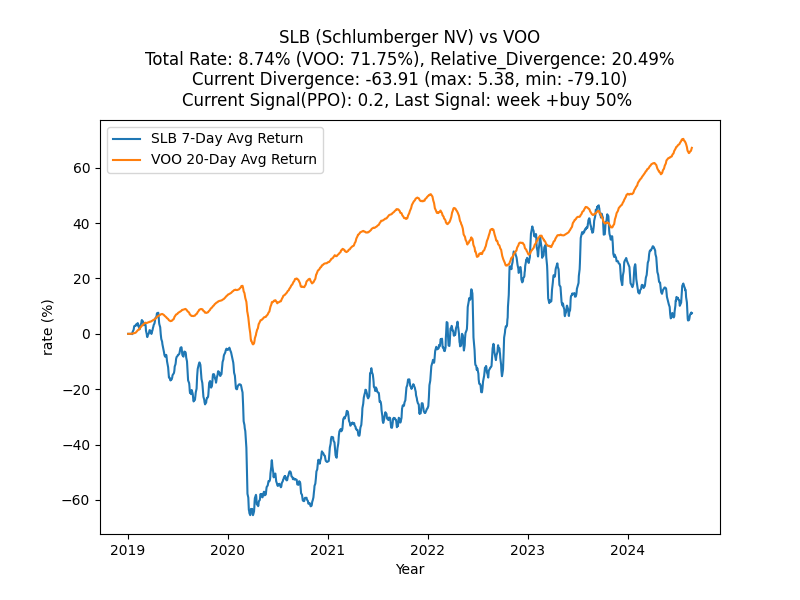 SLB (Schlumberger NV) vs VOO
Total Rate: 8.74% (VOO: 71.75%), Relative_Divergence: 20.49%
Current Divergence: -63.91 (max: 5.38, min: -79.10)
Current Signal(PPO): 0.2, Last Signal: week +buy 50%
SLB 7-Day Avg Return
VOO 20-Day Avg Return
rate (%)
60
40
20
0
−20
−40
−60
2019 2020 2021 2022 2023 2024
Year